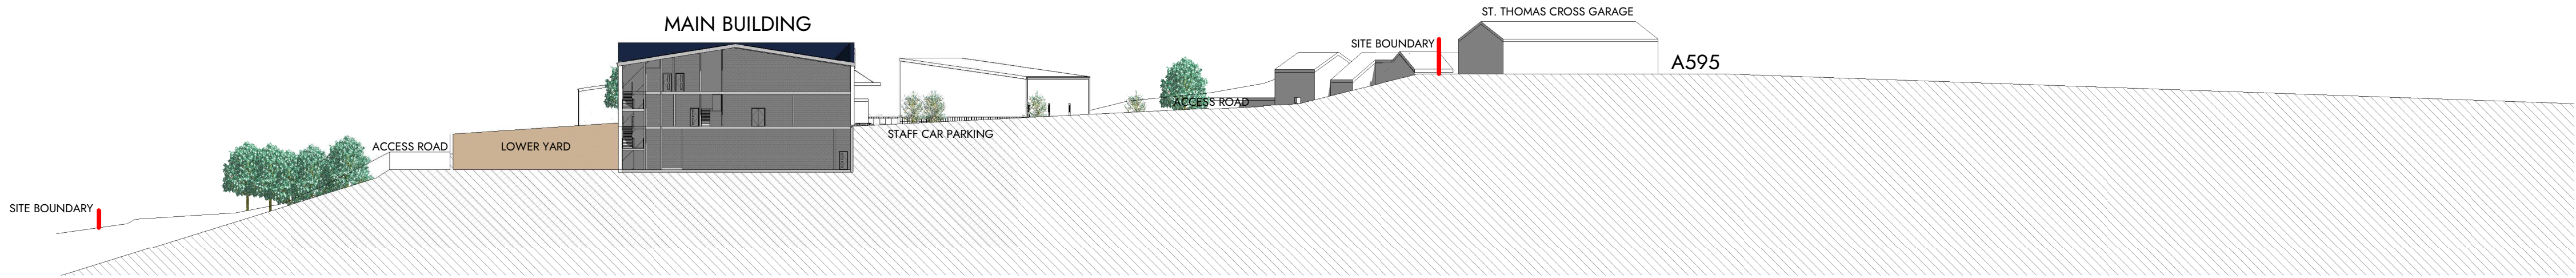 MAIN BUILDING
ST. THOMAS CROSS GARAGE
SITE BOUNDARY
A595
ACCESS ROAD
STAFF CAR PARKING
ACCESS ROAD
LOWER YARD
SITE BOUNDARY